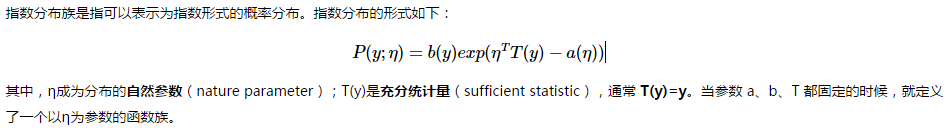 指数分布族是指可以表示为指数形式的概率分布。指数分布的形式如下：
P(y; η) = b(y)exp(η^T T(y) − a(η))
其中，η成为分布的自然参数（nature parameter）；T(y)是充分统计量（sufficient statistic），通常 T(y)=y。当参数 a、b、T 都固定的时候，就定义
了一个以η为参数的函数族。